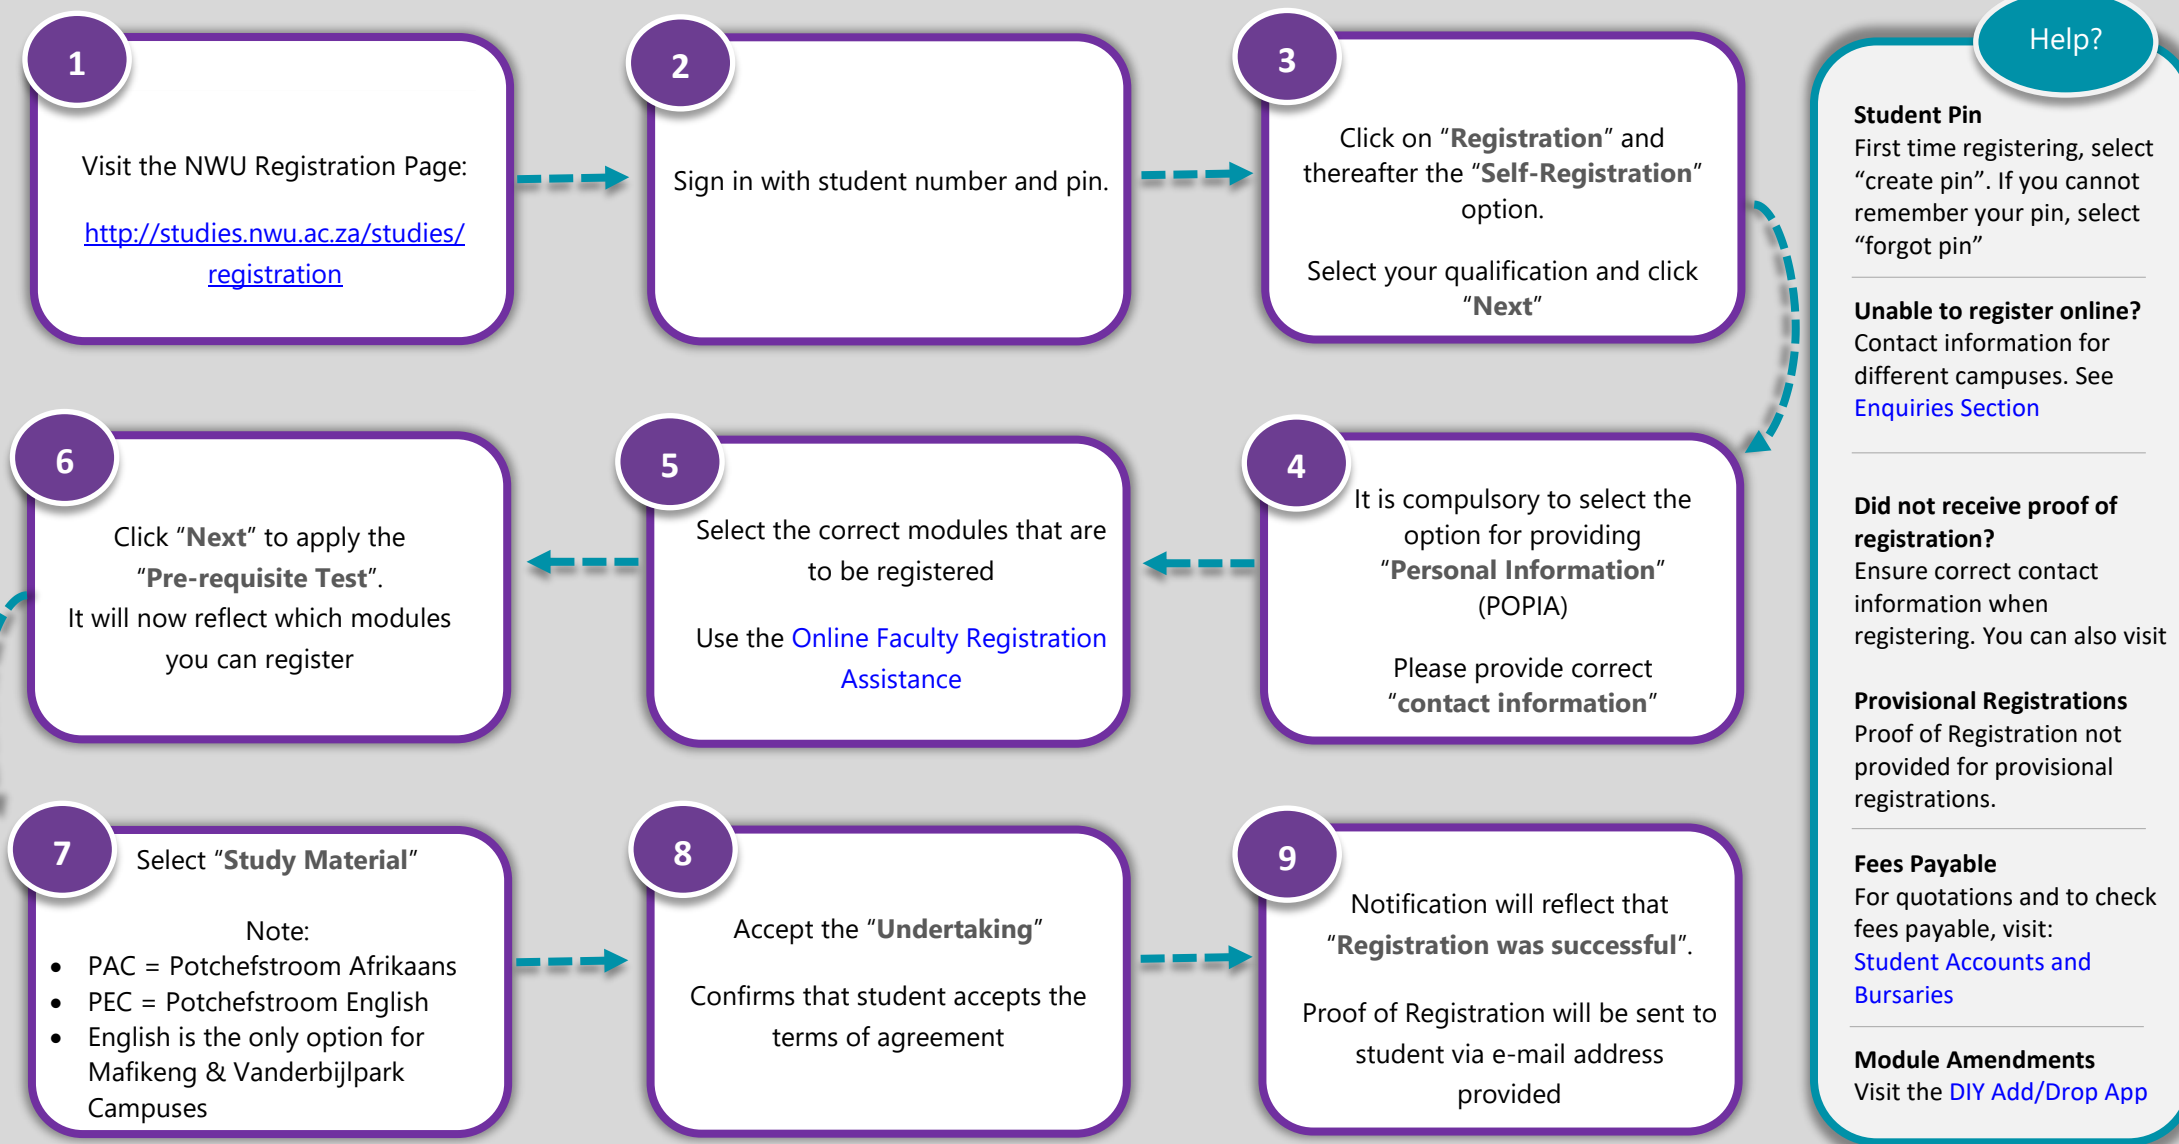 1
Visit the NWU Registration Page:
http://studies.nwu.ac.za/studies/
registration
2
Sign in with student number and pin.
3
Click on “Registration” and
thereafter the “Self-Registration”
option.
Select your qualification and click
“Next”
4
It is compulsory to select the
option for providing
“Personal Information”
(POPIA)
Please provide correct
“contact information”
5
Select the correct modules that are
to be registered
Use the Online Faculty Registration
Assistance
6
Click “Next” to apply the
“Pre-requisite Test”.
It will now reflect which modules
you can register
7
Select “Study Material”
Note:
• PAC = Potchefstroom Afrikaans
• PEC = Potchefstroom English
• English is the only option for
Mafikeng & Vanderbijlpark
Campuses
8
Accept the “Undertaking”
Confirms that student accepts the
terms of agreement
9
Notification will reflect that
“Registration was successful”.
Proof of Registration will be sent to
student via e-mail address
provided
Help?
Student Pin
First time registering, select
“create pin”. If you cannot
remember your pin, select
“forgot pin”
Unable to register online?
Contact information for
different campuses. See
Enquiries Section
Did not receive proof of
registration?
Ensure correct contact
information when
registering. You can also visit
Provisional Registrations
Proof of Registration not
provided for provisional
registrations.
Fees Payable
For quotations and to check
fees payable, visit:
Student Accounts and
Bursaries
Module Amendments
Visit the DIY Add/Drop App